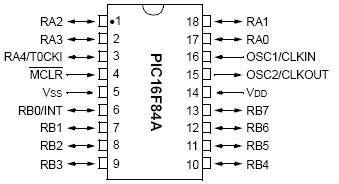 RA2 1 18 RA1
RA3 2 17 RA0
RA4/T0CKI 3 16 OSC1/CLKIN
MCLR 4 15 OSC2/CLKOUT
VSS 5 14 VDD
RB0/INT 6 13 RB7
RB1 7 12 RB6
RB2 8 11 RB5
RB3 9 10 RB4
PIC16F84A